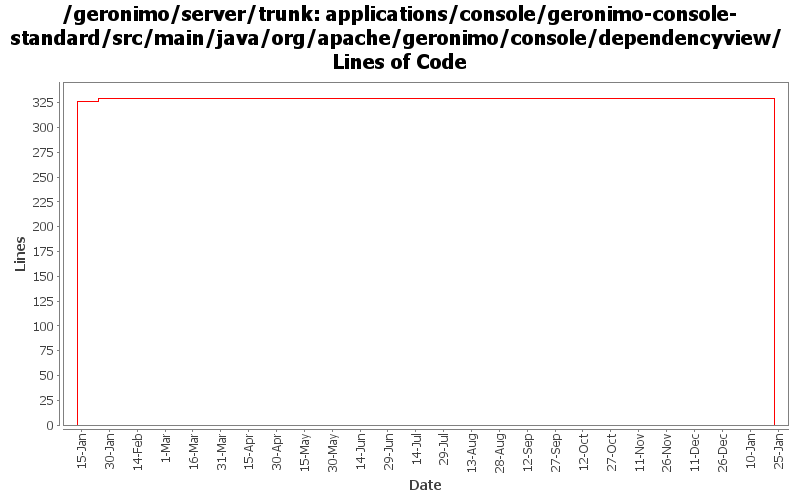 /geronimo/server/trunk: applications/console/geronimo-console-
standard/src/main/java/org/apache/geronimo/console/dependencyview/
Lines of Code
325
300
275
250
225
200
175
150
125
100
75
50
25
0
Lines
15-Jan
30-Jan
14-Feb
1-Mar
16-Mar
31-Mar
15-Apr
30-Apr
15-May
30-May
14-Jun
29-Jun
14-Jul
29-Jul
13-Aug
28-Aug
12-Sep
27-Sep
12-Oct
27-Oct
11-Nov
26-Nov
11-Dec
26-Dec
10-Jan
25-Jan
Date